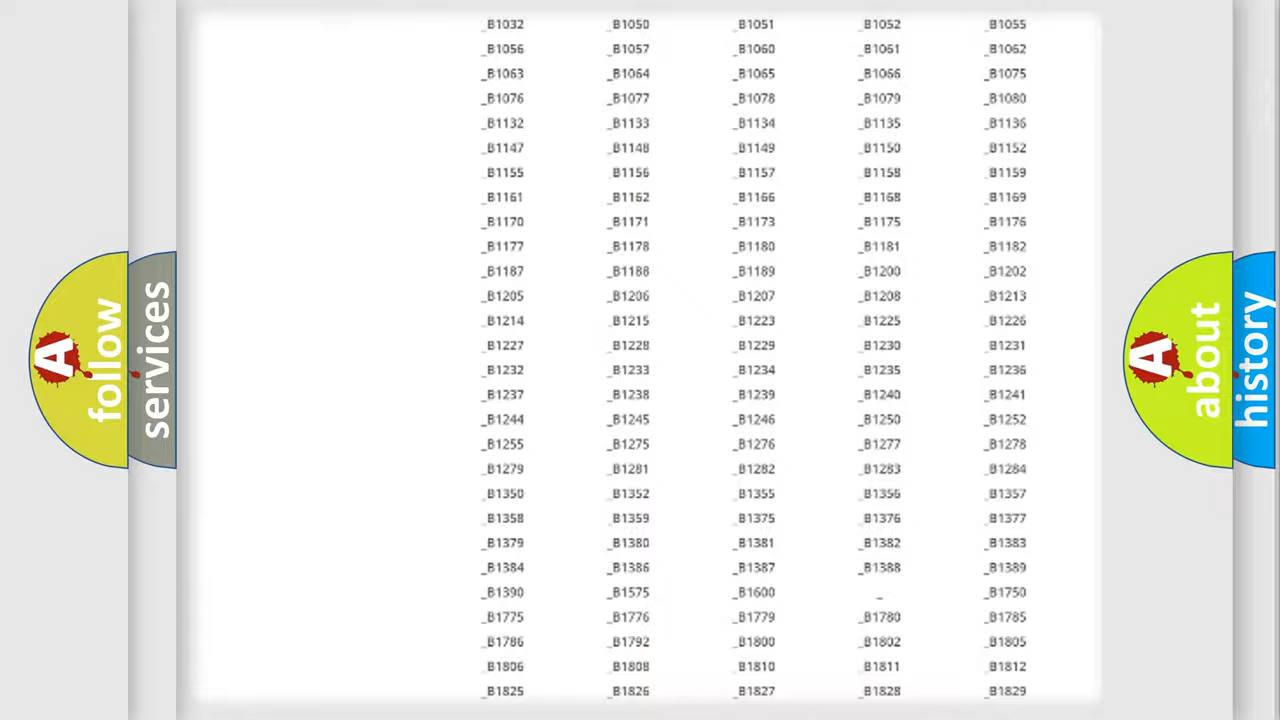 _B1032 _B1050 _B1051 _B1052 _B1055
_B1056 _B1057 _B1060 _B1061 _B1062
_B1063 _B1064 _B1065 _B1066 _B1075
_B1076 _B1077 _B1078 _B1079 _B1080
_B1132 _B1133 _B1134 _B1135 _B1136
_B1147 _B1148 _B1149 _B1150 _B1152
_B1155 _B1156 _B1157 _B1158 _B1159
_B1161 _B1162 _B1166 _B1168 _B1169
_B1170 _B1171 _B1173 _B1175 _B1176
_B1177 _B1178 _B1180 _B1181 _B1182
_B1187 _B1188 _B1189 _B1200 _B1202
_B1205 _B1206 _B1207 _B1208 _B1213
_B1214 _B1215 _B1223 _B1225 _B1226
_B1227 _B1228 _B1229 _B1230 _B1231
_B1232 _B1233 _B1234 _B1235 _B1236
_B1237 _B1238 _B1239 _B1240 _B1241
_B1244 _B1245 _B1246 _B1250 _B1252
_B1255 _B1275 _B1276 _B1277 _B1278
_B1279 _B1281 _B1282 _B1283 _B1284
_B1350 _B1352 _B1355 _B1356 _B1357
_B1358 _B1359 _B1375 _B1376 _B1377
_B1379 _B1380 _B1381 _B1382 _B1383
_B1384 _B1386 _B1387 _B1388 _B1389
_B1390 _B1575 _B1600 _ _B1750
_B1775 _B1776 _B1779 _B1780 _B1785
_B1786 _B1792 _B1800 _B1802 _B1805
_B1806 _B1808 _B1810 _B1811 _B1812
_B1825 _B1826 _B1827 _B1828 _B1829
A
follow
services
A
about
history